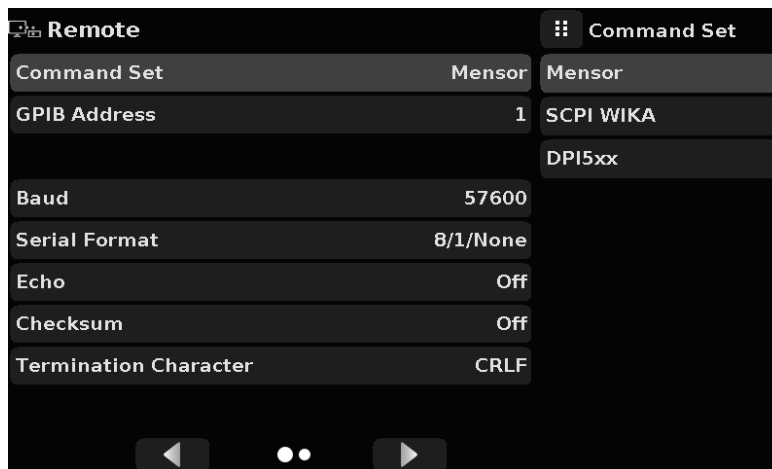 Remote
Command Set Mensor
GPIB Address 1
Baud 57600
Serial Format 8/1/None
Echo Off
Checksum Off
Termination Character CRLF
Command Set
Mensor
SCPI WIKA
DPI5xx